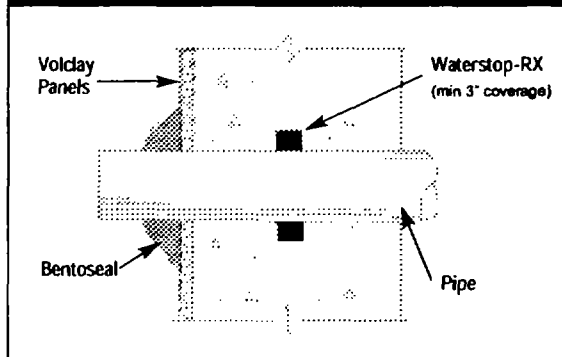 Volclay
Panels
Waterstop-RX
(min 3" coverage)
Bentoseal
Pipe